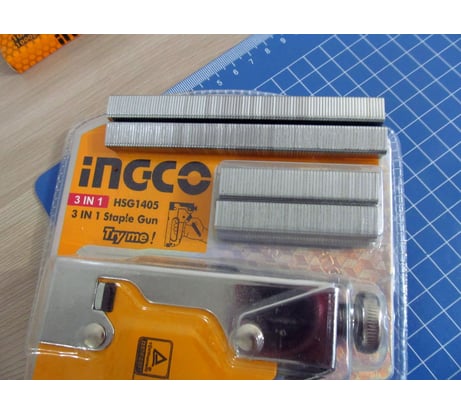 INGCO
3 IN 1 HSG1405
3 IN 1 Staple Gun
Try me!